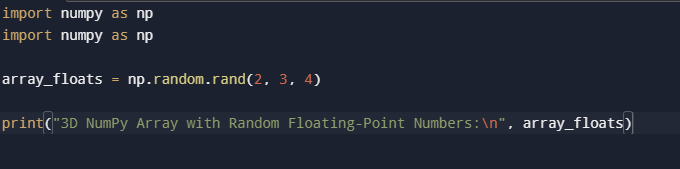 import numpy as np
import numpy as np
array_floats = np.random.rand(2, 3, 4)
print("3D NumPy Array with Random Floating-Point Numbers:\n", array_floats)